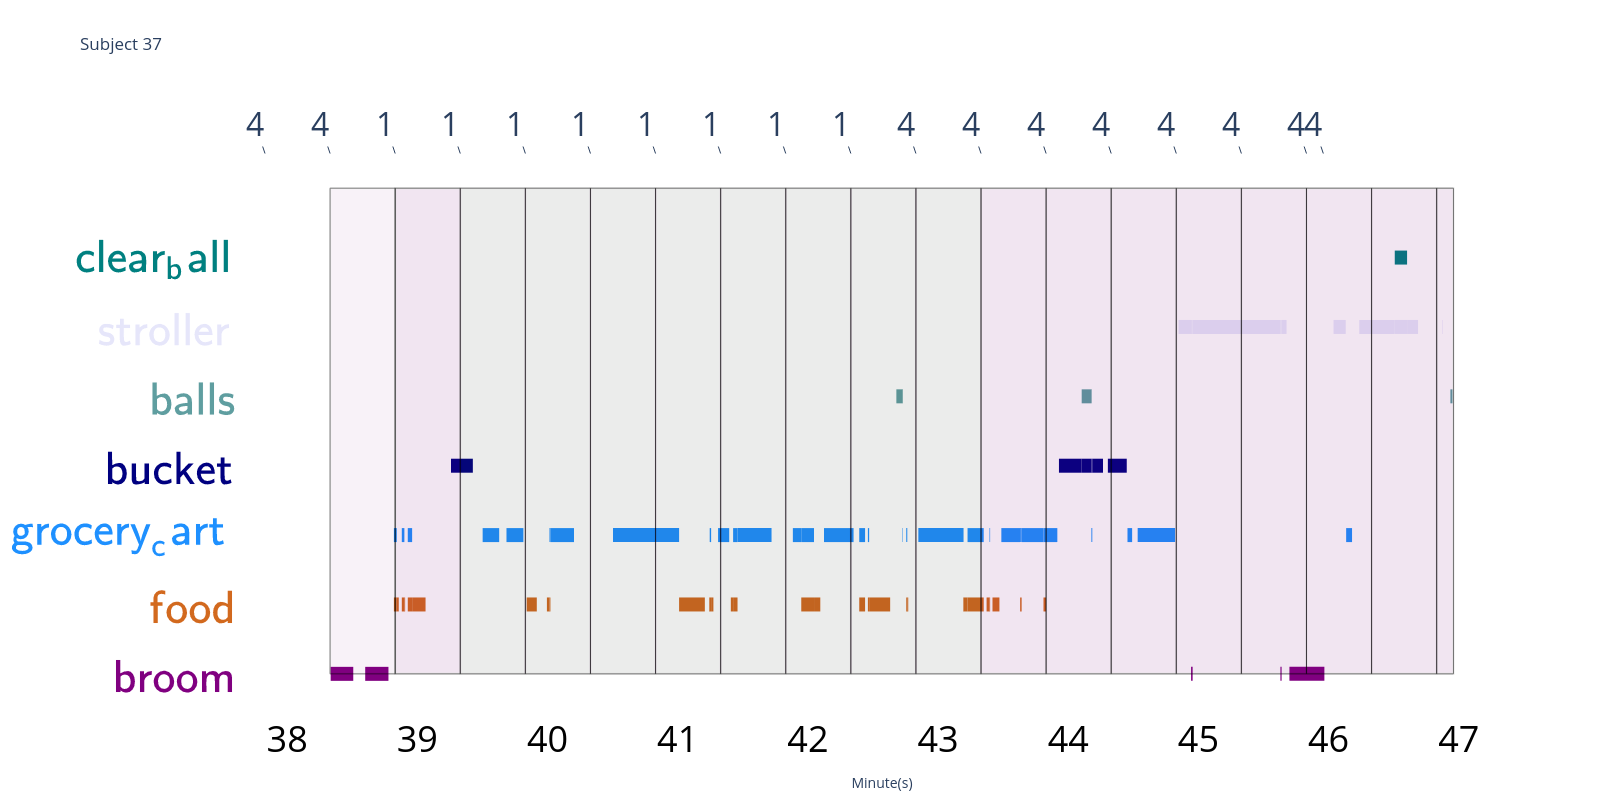 Subject 37
4 4 1 1 1 1 1 1 1 1 4 4 4 4 4 4 44
clear_ball
stroller
balls
bucket
grocery_cart
food
broom
38 39 40 41 42 43 44 45 46 47
Minute(s)